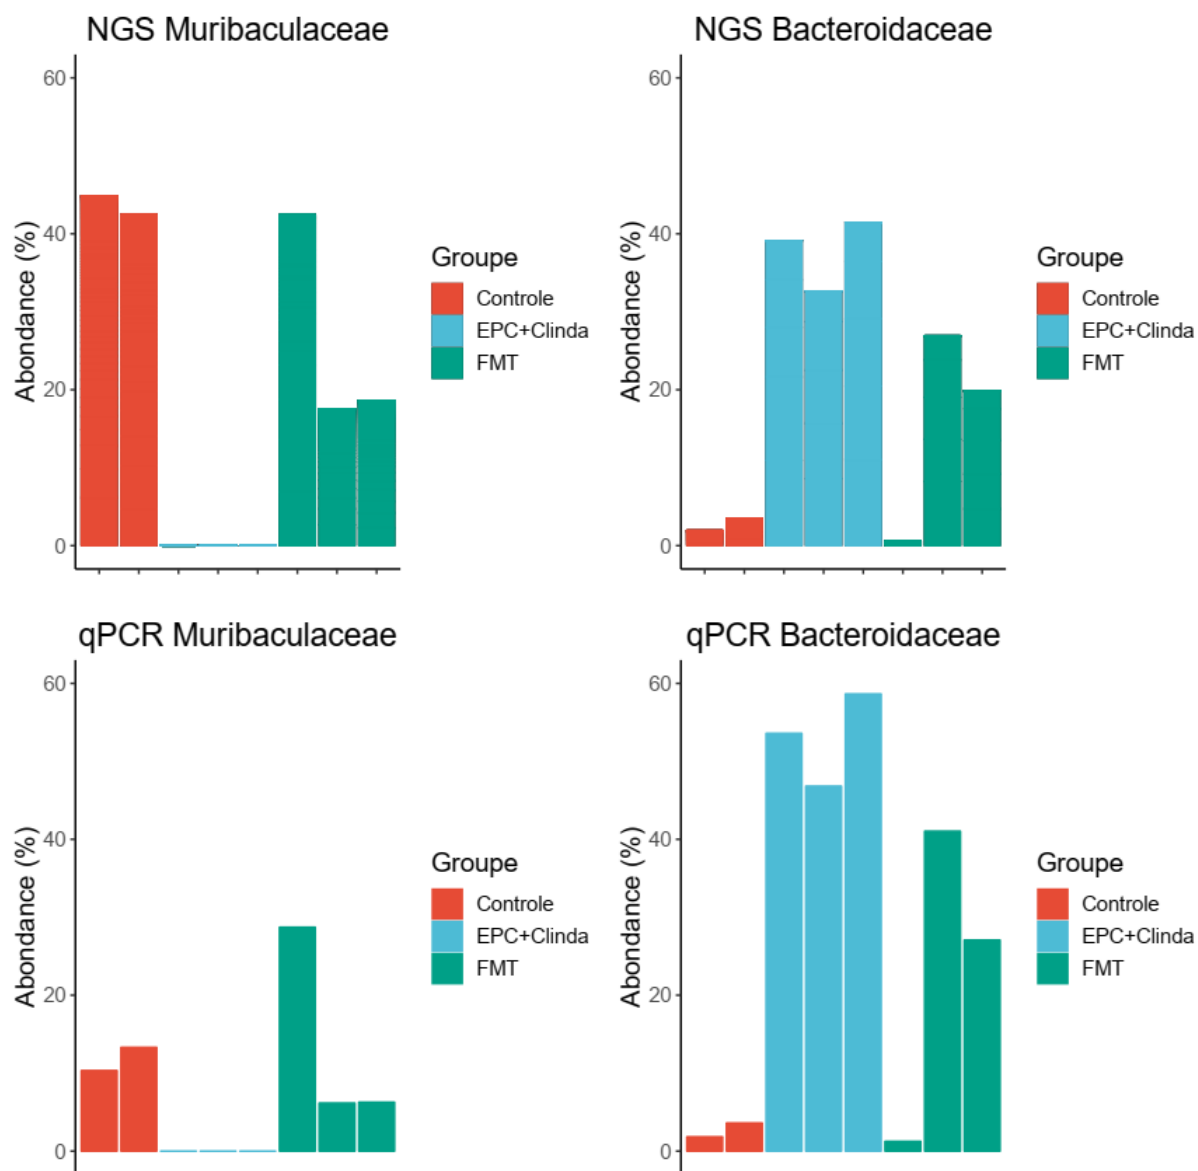 NGS Muribaculaceae
60
40
20
0
Abondance (%)
Groupe
Controle
EPC+Clinda
FMT
NGS Bacteroidaceae
60
40
20
0
Abondance (%)
Groupe
Controle
EPC+Clinda
FMT
qPCR Muribaculaceae
60
40
20
0
Abondance (%)
Groupe
Controle
EPC+Clinda
FMT
qPCR Bacteroidaceae
60
40
20
0
Abondance (%)
Groupe
Controle
EPC+Clinda
FMT